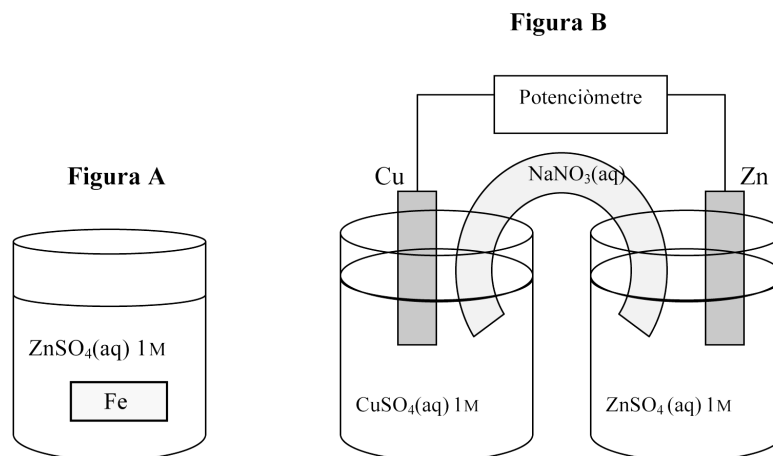 Figura B
Potenciòmetre
Figura A
Cu
NaNO₃(aq)
Zn
ZnSO₄(aq) 1M
Fe
CuSO₄(aq) 1M
ZnSO₄ (aq) 1M